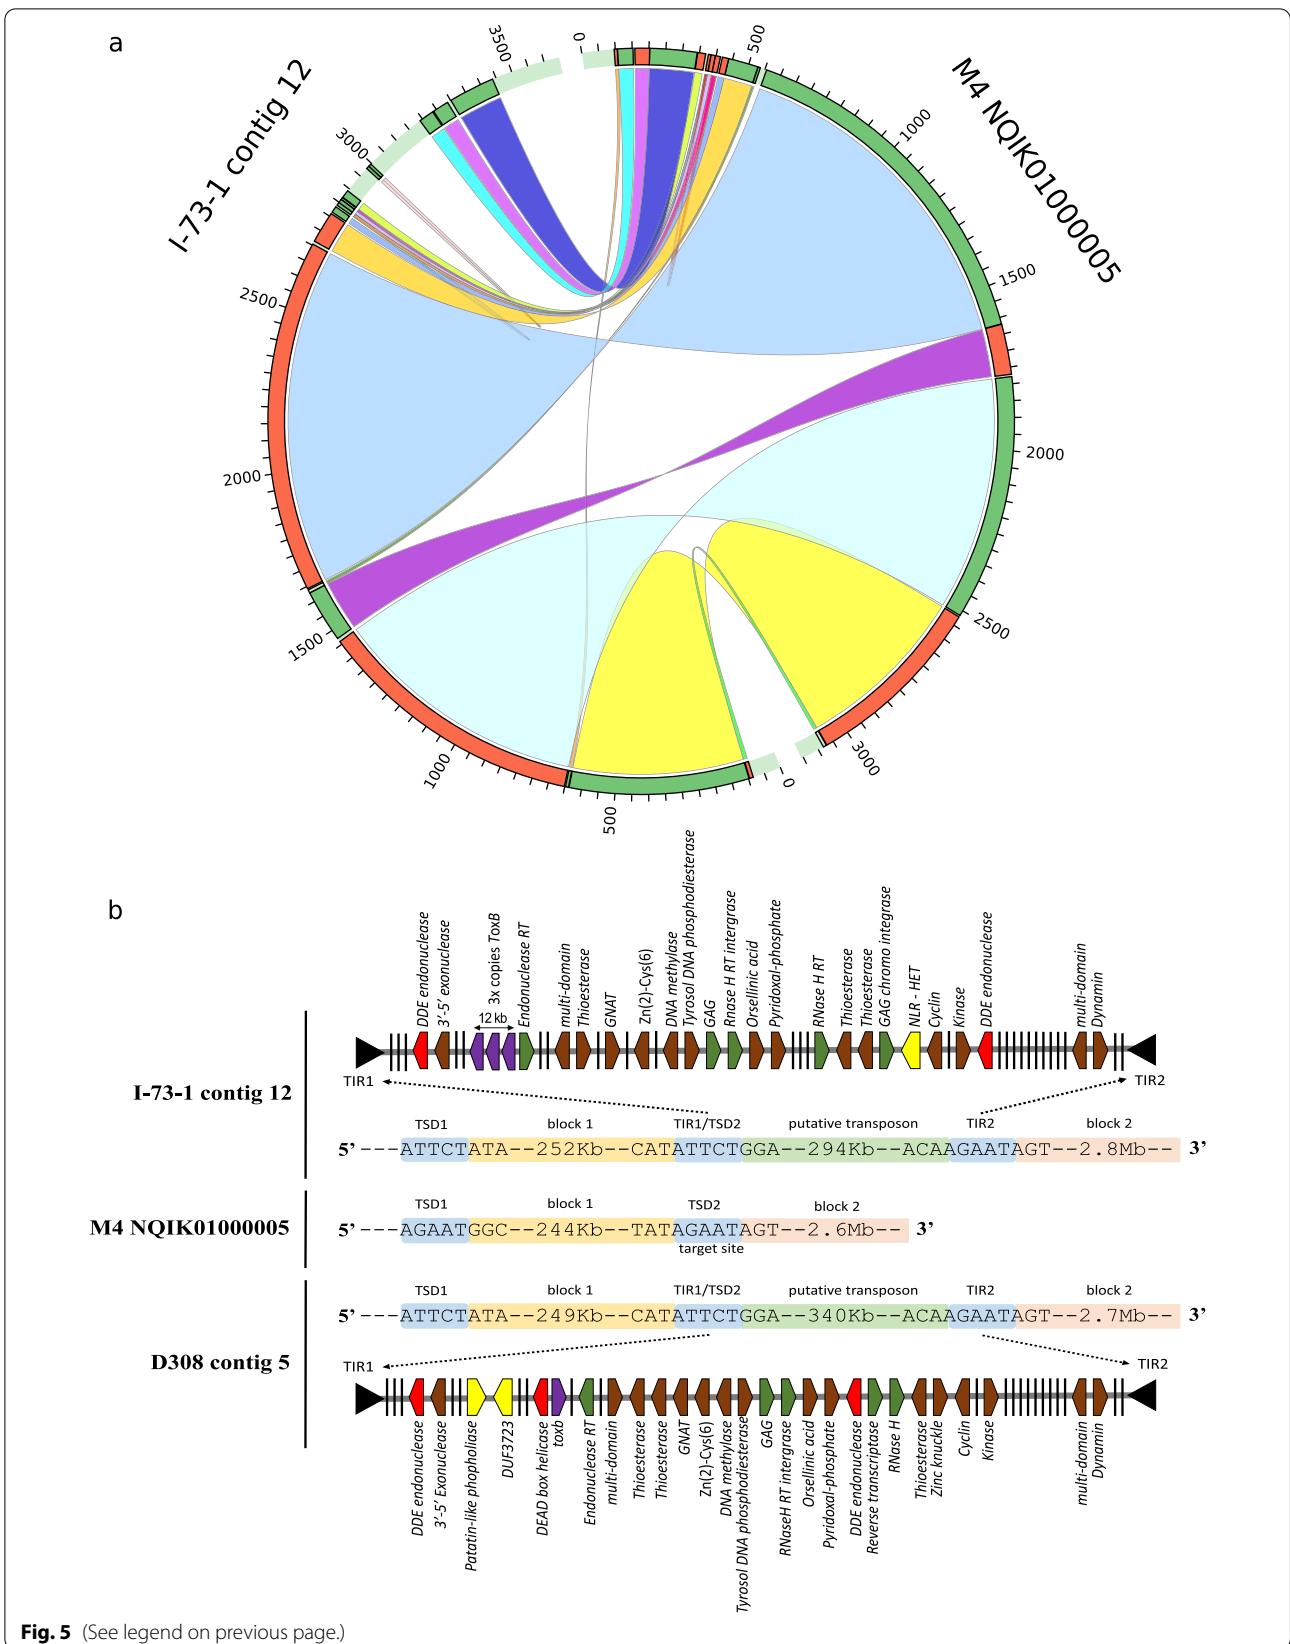 a
I-73-1 contig 12
M4 NQIK01000005
0
500
1000
1500
2000
2500
3000
0
500
1000
1500
2000
2500
3000
3500
b
DDE endonuclease
3'-5' exonuclease
3x copies ToxB
12 kb
Endonuclease RT
multi-domain
Thioesterase
GNAT
Zn(2)-Cys(6)
DNA methylase
Tyrosol DNA phosphodiesterase
GAG
Rnase H RT intergrase
Orsellinic acid
Pyridoxal-phosphate
RNase H RT
Thioesterase
Thioesterase
GAG chromo integrase
NLR - HET
Cyclin
Kinase
DDE endonuclease
multi-domain
Dynamin
TIR1 TIR2
I-73-1 contig 12
TSD1 block 1 TIR1/TSD2 putative transposon TIR2 block 2
5’ ---ATTCTATA--252Kb--CATATTCTGGA--294Kb--ACAAGAATAGT--2.8Mb-- 3’
M4 NQIK01000005
TSD1 block 1 TSD2 block 2
5’ ---AGAATGGC--244Kb--TATAGAATAGT--2.6Mb-- 3’
target site
TSD1 block 1 TIR1/TSD2 putative transposon TIR2 block 2
5’ ---ATTCTATA--249Kb--CATATTCTGGA--340Kb--ACAAGAATAGT--2.7Mb-- 3’
D308 contig 5
TIR1 TIR2
DDE endonuclease
3'-5' Exonuclease
Patatin-like phopholiase
DUF3723
DEAD box helicase
toxb
Endonuclease RT
multi-domain
Thioesterase
Thioesterase
GNAT
Zn(2)-Cys(6)
DNA methylase
Tyrosol DNA phosphodiesterase
GAG
RNaseH RT intergrase
Orsellinic acid
Pyridoxal-phosphate
DDE endonuclease
Reverse transcriptase
RNase H
Thioesterase
Zinc knuckle
Cyclin
Kinase
multi-domain
Dynamin
Fig. 5 (See legend on previous page.)